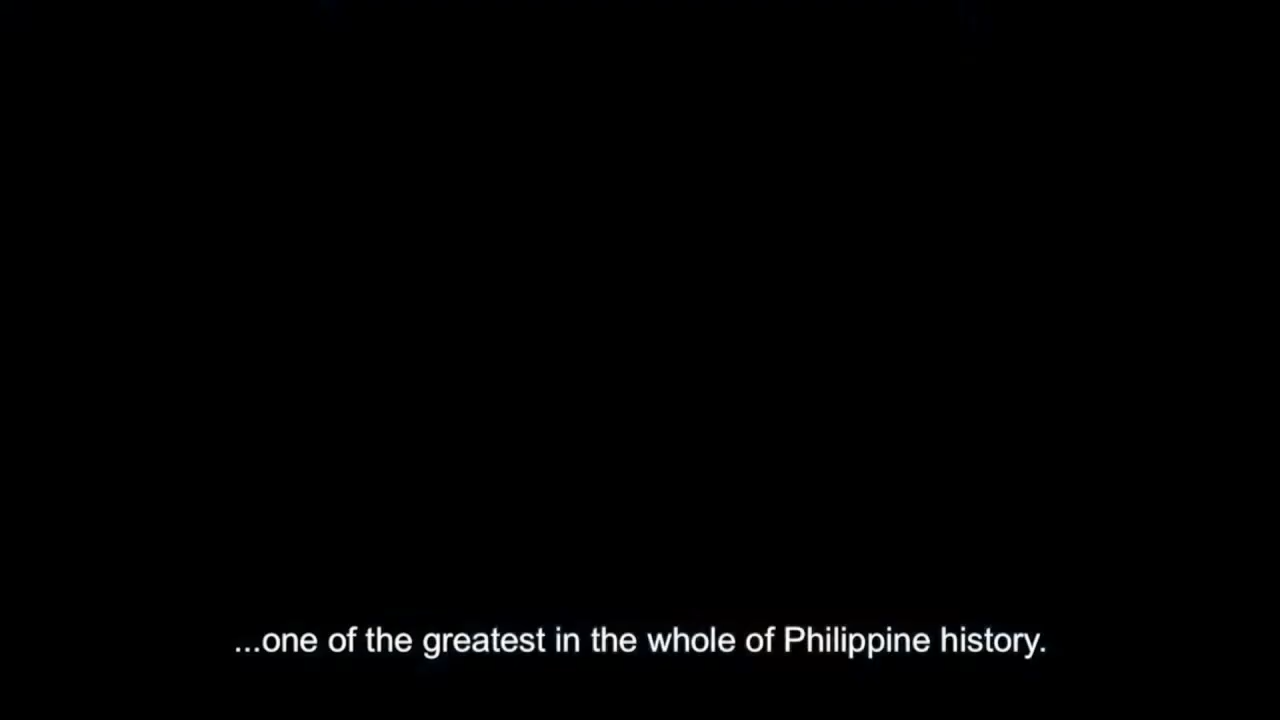 ...one of the greatest in the whole of Philippine history.